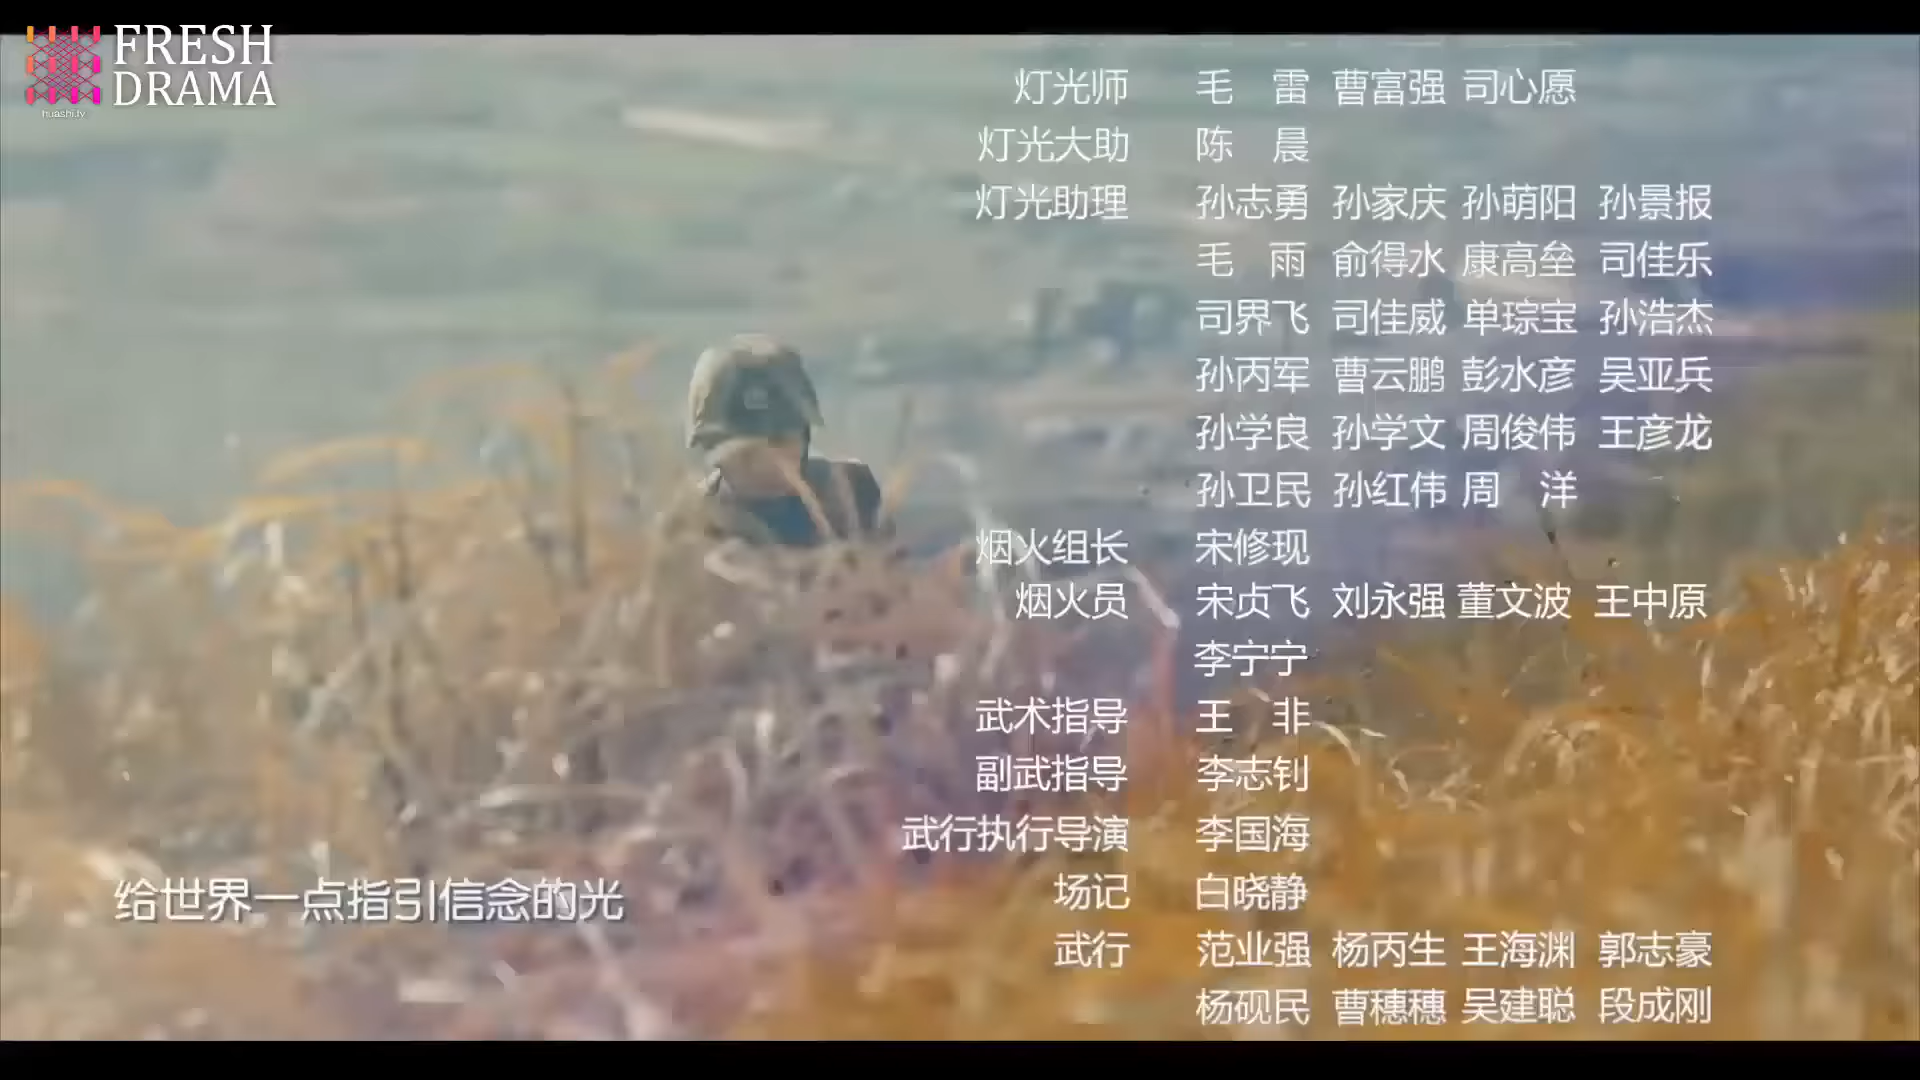 FRESH
DRAMA
huashi.tv
灯光师 毛 雷 曹富强 司心愿
灯光大助 陈 晨
灯光助理 孙志勇 孙家庆 孙萌阳 孙景报
毛 雨 俞得水 康高垒 司佳乐
司界飞 司佳威 单琮宝 孙浩杰
孙丙军 曹云鹏 彭水彦 吴亚兵
孙学良 孙学文 周俊伟 王彦龙
孙卫民 孙红伟 周 洋
烟火组长 宋修现
烟火员 宋贞飞 刘永强 董文波 王中原
李宁宁
武术指导 王 非
副武指导 李志钊
武行执行导演 李国海
场记 白晓静
武行 范业强 杨丙生 王海渊 郭志豪
杨砚民 曹穗穗 吴建聪 段成刚
给世界一点指引信念的光